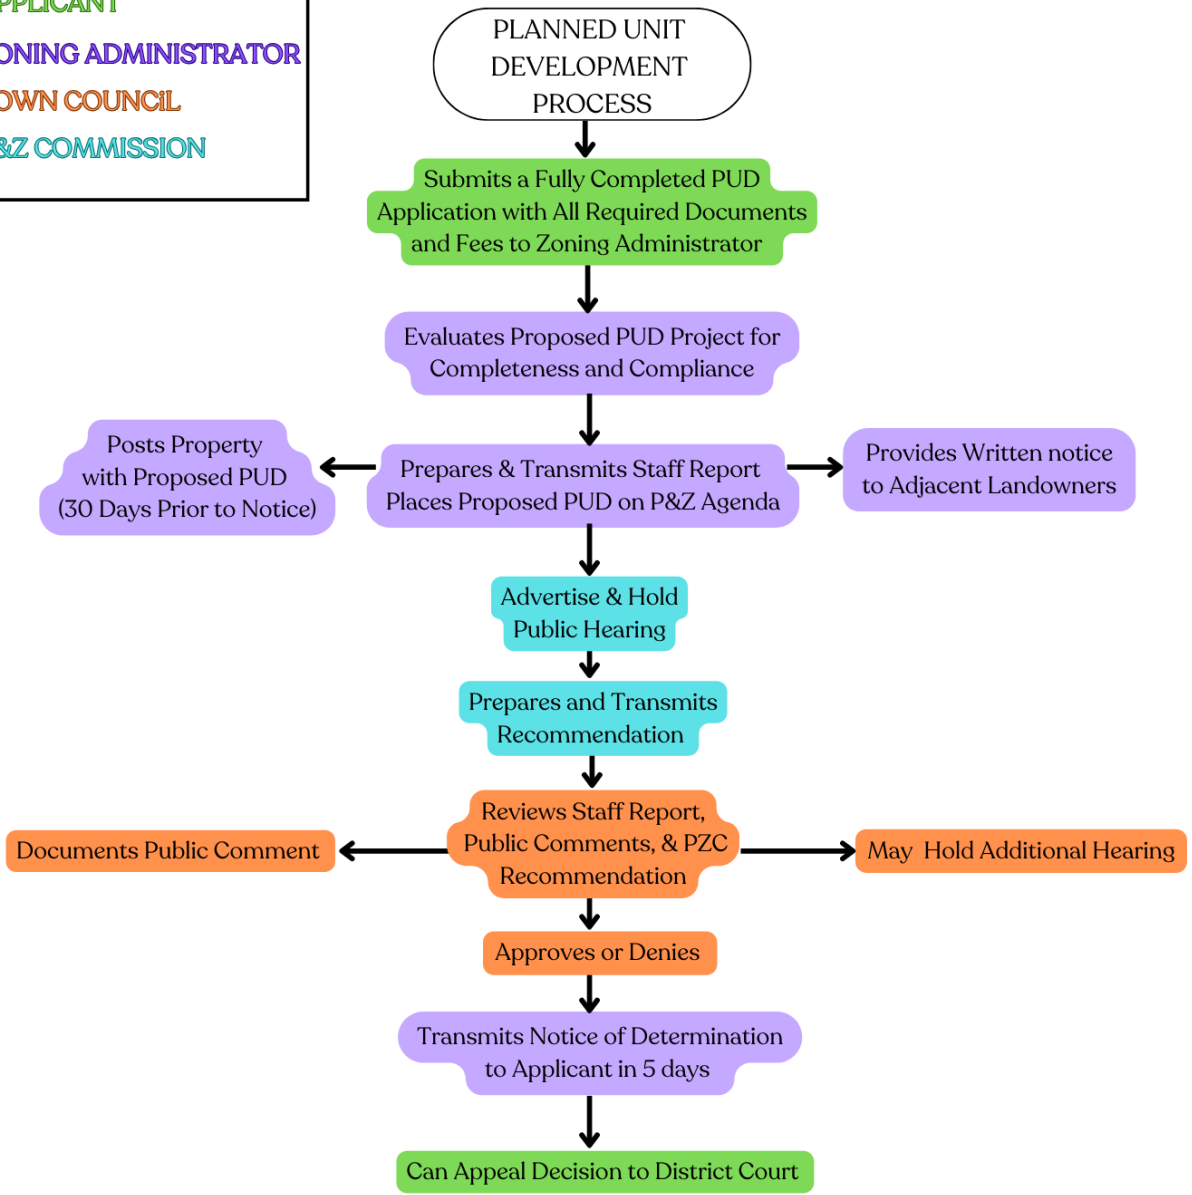 PPLICANT
ONING ADMINISTRATOR
OWN COUNCiL
&Z COMMISSION
PLANNED UNIT
DEVELOPMENT
PROCESS
Submits a Fully Completed PUD
Application with All Required Documents
and Fees to Zoning Administrator
Evaluates Proposed PUD Project for
Completeness and Compliance
Posts Property
with Proposed PUD
(30 Days Prior to Notice)
Prepares & Transmits Staff Report
Places Proposed PUD on P&Z Agenda
Provides Written notice
to Adjacent Landowners
Advertise & Hold
Public Hearing
Prepares and Transmits
Recommendation
Documents Public Comment
Reviews Staff Report,
Public Comments, & PZC
Recommendation
May Hold Additional Hearing
Approves or Denies
Transmits Notice of Determination
to Applicant in 5 days
Can Appeal Decision to District Court